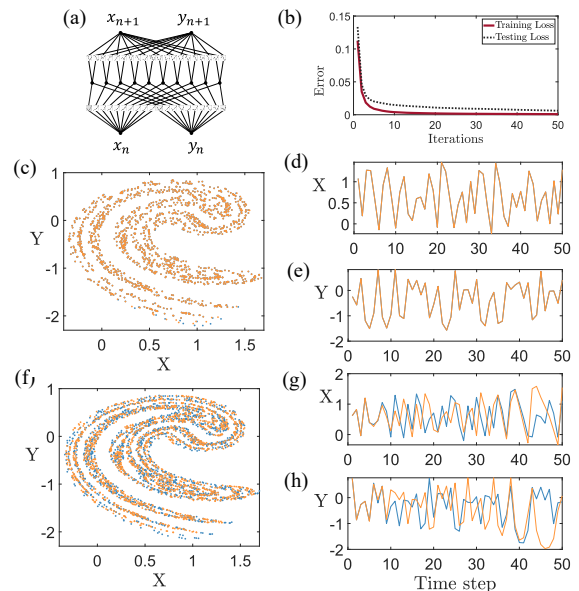 (a)
x_{n+1} y_{n+1}
x_n y_n
(b)
0.15
0.1
0.05
0
Error
Training Loss
Testing Loss
10 20 30 40 50
Iterations
(c)
1
0
-1
-2
Y
0 0.5 1 1.5
X
(d)
X
1
0.5
0
0 10 20 30 40 50
(e)
Y
1
0
-1
-2
0 10 20 30 40 50
(f)
1
0
-1
-2
Y
0 0.5 1 1.5
X
(g)
X
2
1
0
0 10 20 30 40 50
(h)
Y
0
-1
-2
0 10 20 30 40 50
Time step